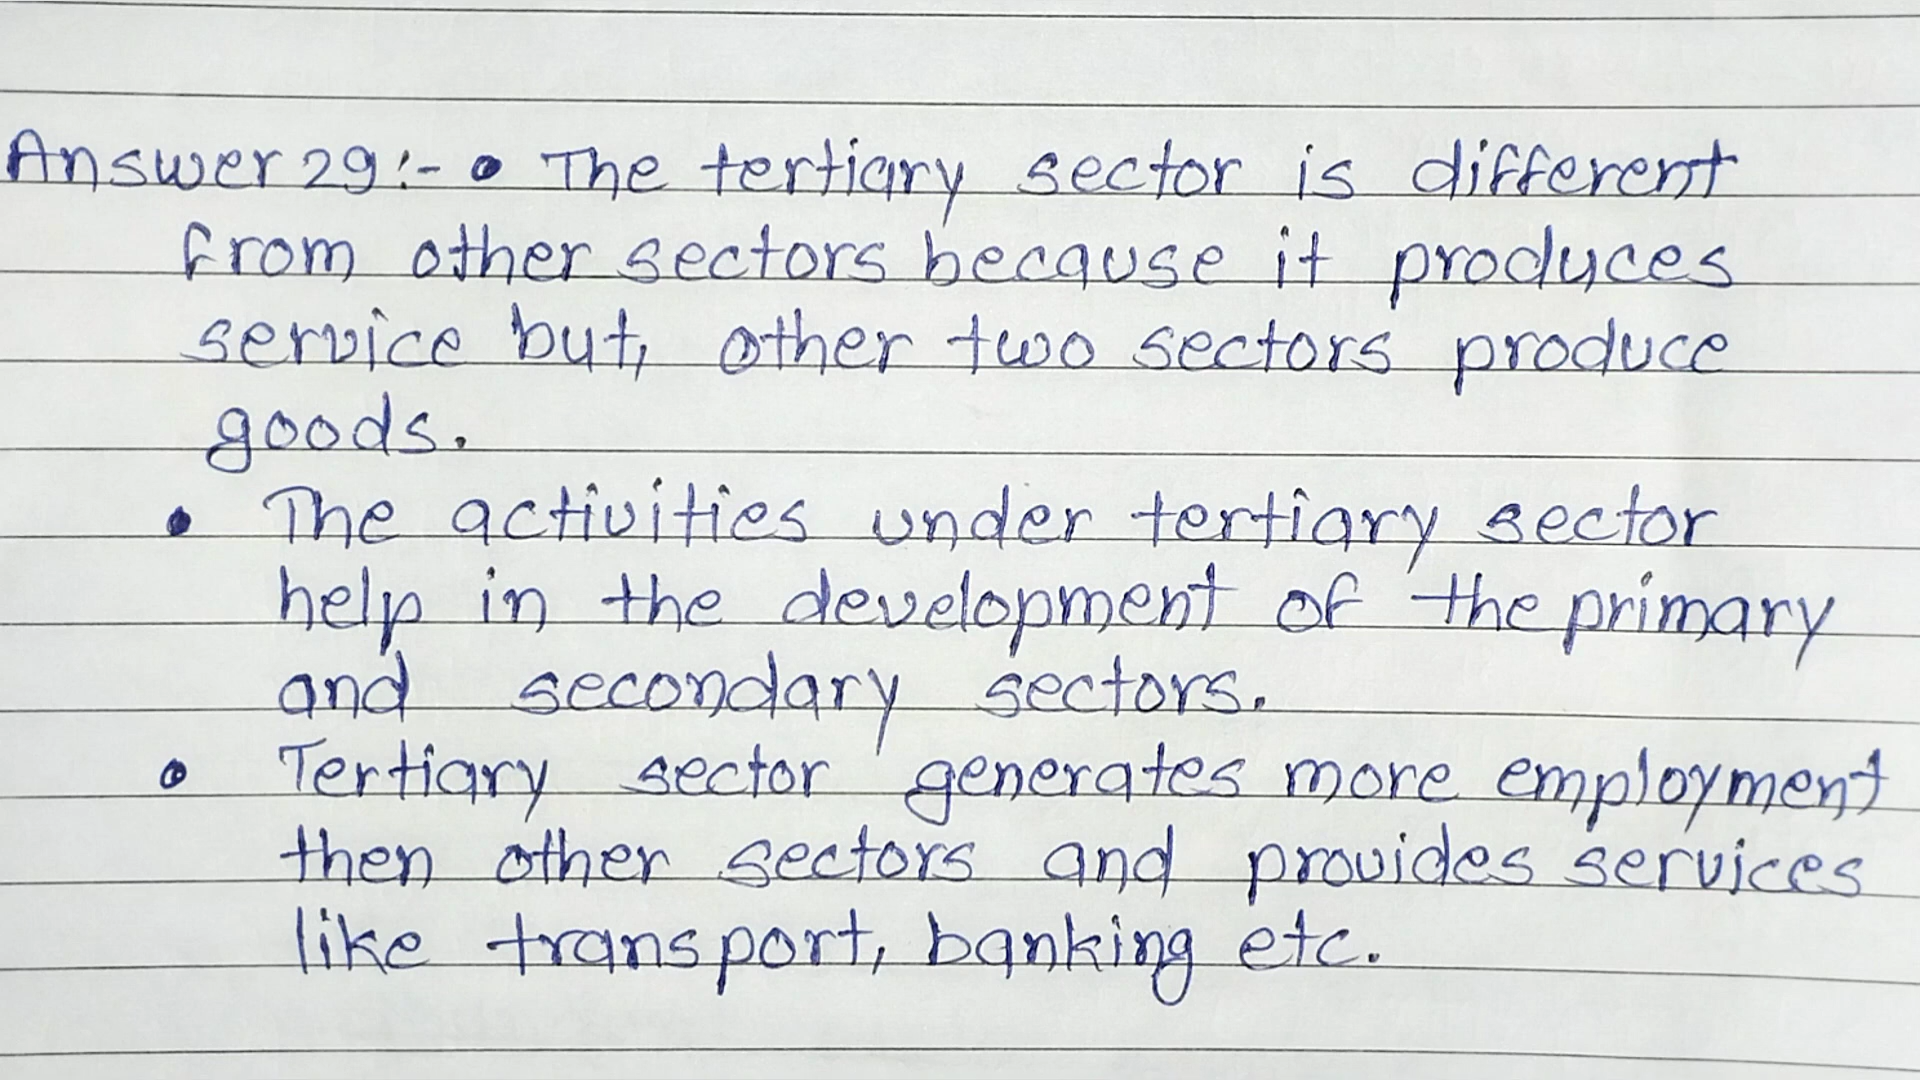 Answer 29:- • The tertiary sector is different
from other sectors because it produces
service but, other two sectors produce
goods.
• The activities under tertiary sector
help in the development of the primary
and secondary sectors.
• Tertiary sector generates more employment
then other sectors and provides services
like transport, banking etc.